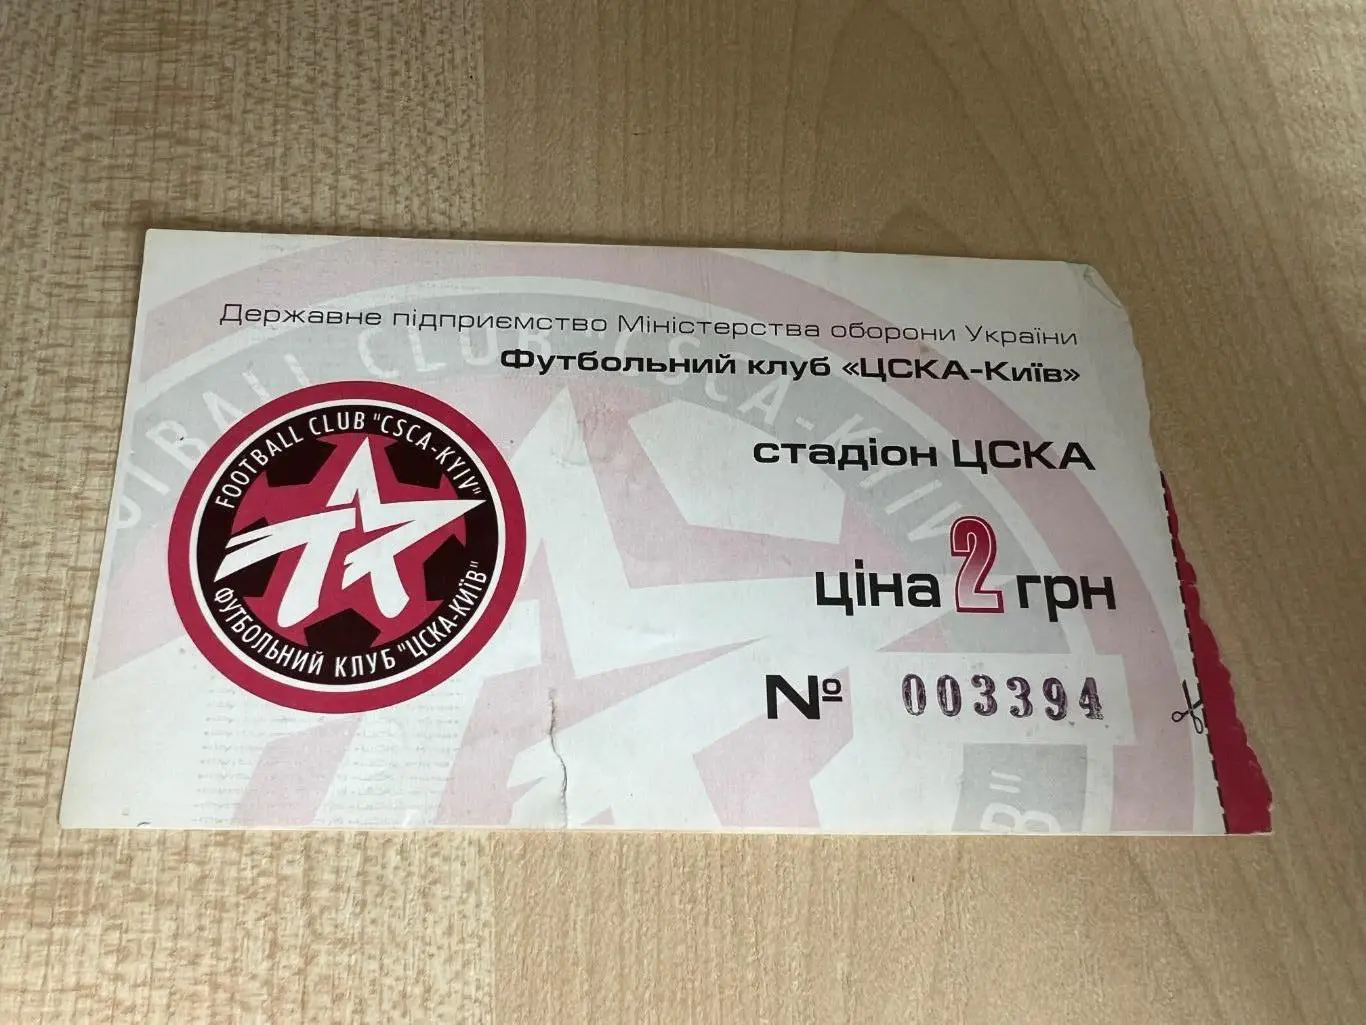 Державне підприємство Міністерства оборони України
Футбольний клуб «ЦСКА-Київ»
FOOTBALL CLUB "CSCA-KYIV"
ФУТБОЛЬНИЙ КЛУБ "ЦСКА-КИЇВ"
стадіон ЦСКА
ціна 2 грн
№ 003394